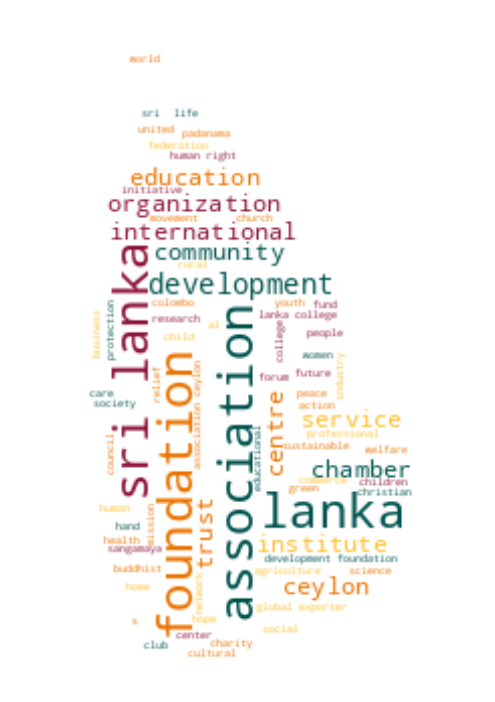 world
sri life
united padanama
federation
human right
education
initiative
organization
movement church
international
community
rural
sri lanka
development
colombo
youth fund
lanka college
research
al
business
protection
child
people
college
women
foundation
association
association ceylon
relief
industry
forum future
care
society
peace
action
centre
service
professional
educational
sustainable
welfare
council
chamber
commerce
children
green
christian
human
mission
trust
lanka
hand
health
sangamaya
institute
development foundation
buddhist
agriculture science
network
home
ceylon
global exporter
s
hope
social
center
club
charity
cultural